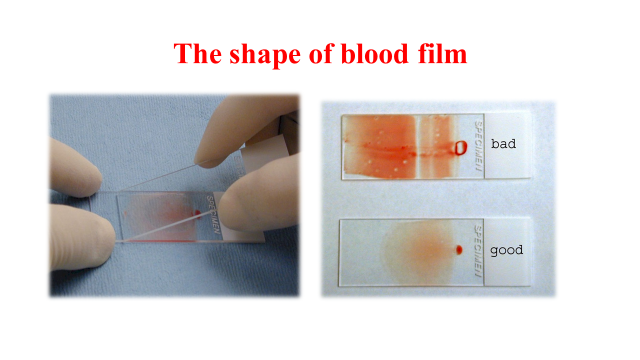 The shape of blood film
SPECIMEN
SPECIMEN
bad
SPECIMEN
good